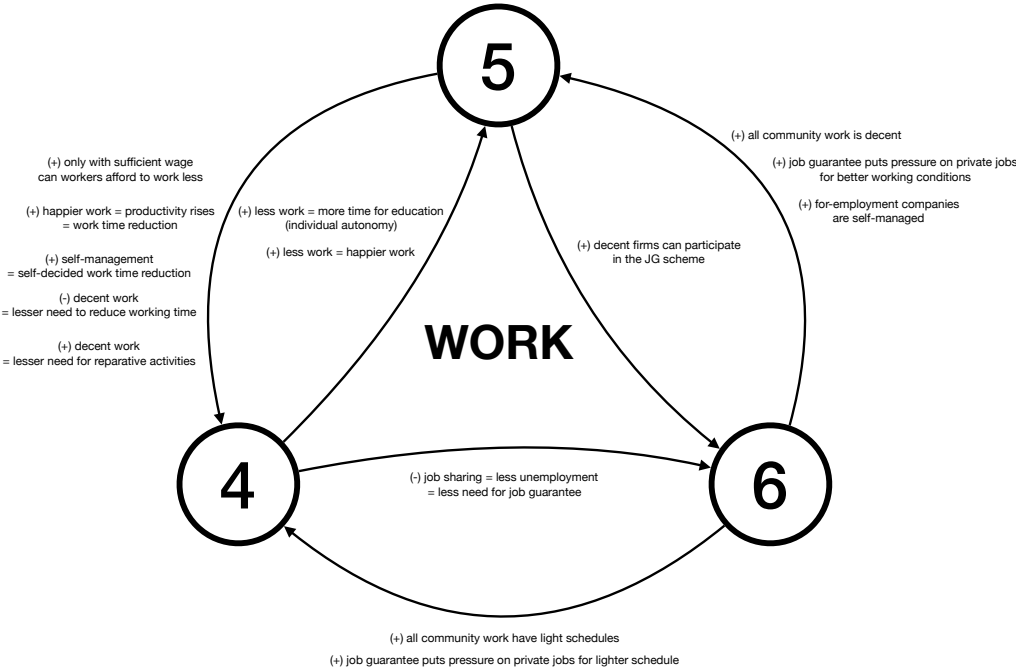 5
(+) all community work is decent
(+) job guarantee puts pressure on private jobs
for better working conditions
(+) for-employment companies
are self-managed
(+) only with sufficient wage
can workers afford to work less
(+) happier work = productivity rises
= work time reduction
(+) self-management
= self-decided work time reduction
(-) decent work
= lesser need to reduce working time
(+) decent work
= lesser need for reparative activities
(+) less work = more time for education
(individual autonomy)
(+) less work = happier work
(+) decent firms can participate
in the JG scheme
WORK
4
6
(-) job sharing = less unemployment
= less need for job guarantee
(+) all community work have light schedules
(+) job guarantee puts pressure on private jobs for lighter schedule